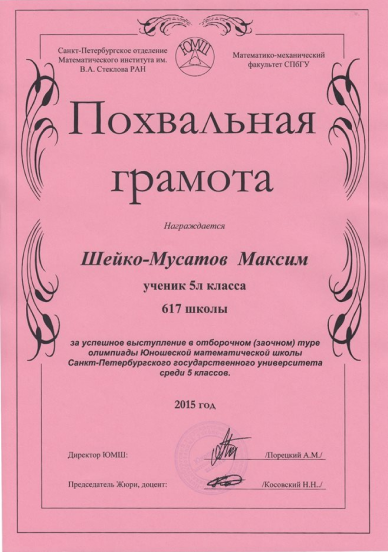 Санкт-Петербургское отделение
Математического института им.
В.А. Стеклова РАН
ЮМШ
Математико-механический
факультет СПбГУ
Похвальная
грамота
Награждается
Шейко-Мусатов Максим
ученик 5л класса
617 школы
за успешное выступление в отборочном (заочном) туре
олимпиады Юношеской математической школы
Санкт-Петербургского государственного университета
среди 5 классов.
2015 год
Директор ЮМШ: /Порецкий А.М./
Председатель Жюри, доцент: /Косовский Н.Н../